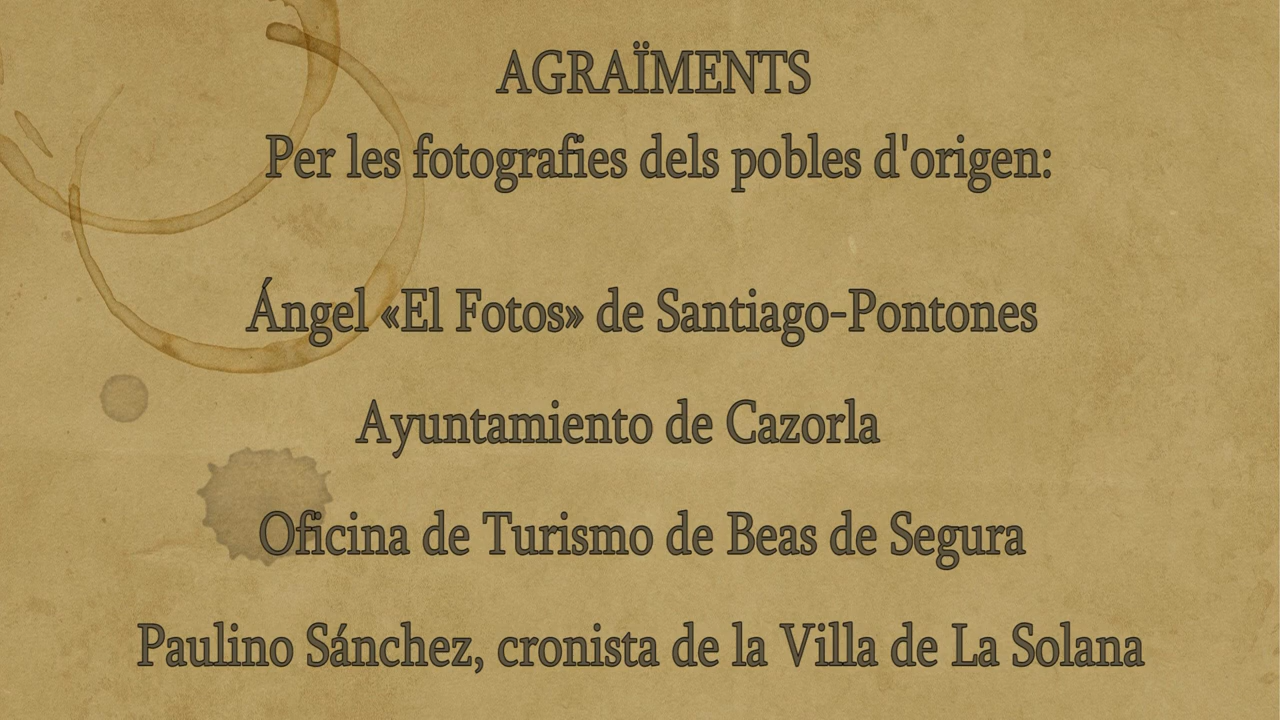 AGRAÏMENTS
Per les fotografies dels pobles d'origen:
Ángel «El Fotos» de Santiago-Pontones
Ayuntamiento de Cazorla
Oficina de Turismo de Beas de Segura
Paulino Sánchez, cronista de la Villa de La Solana